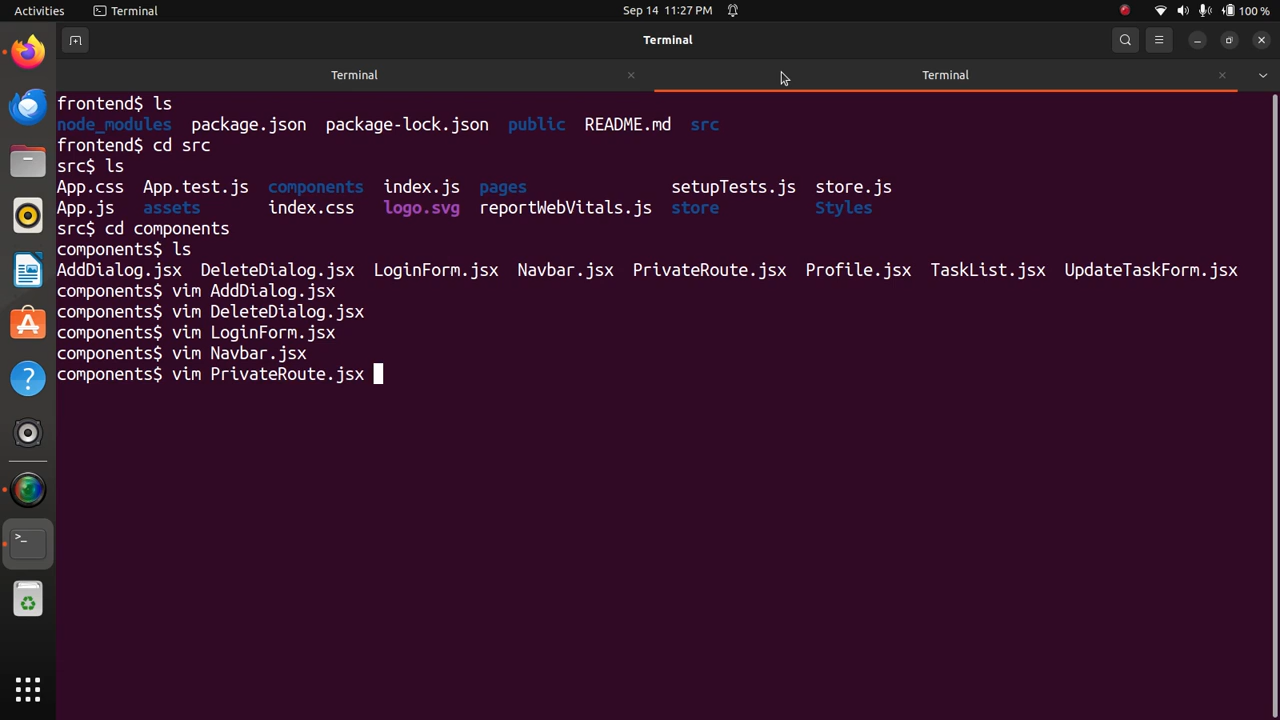 Activities Terminal Sep 14 11:27 PM 100 %
Terminal
Terminal Terminal
frontend$ ls
node_modules package.json package-lock.json public README.md src
frontend$ cd src
src$ ls
App.css App.test.js components index.js pages setupTests.js store.js
App.js assets index.css logo.svg reportWebVitals.js store Styles
src$ cd components
components$ ls
AddDialog.jsx DeleteDialog.jsx LoginForm.jsx Navbar.jsx PrivateRoute.jsx Profile.jsx TaskList.jsx UpdateTaskForm.jsx
components$ vim AddDialog.jsx
components$ vim DeleteDialog.jsx
components$ vim LoginForm.jsx
components$ vim Navbar.jsx
components$ vim PrivateRoute.jsx